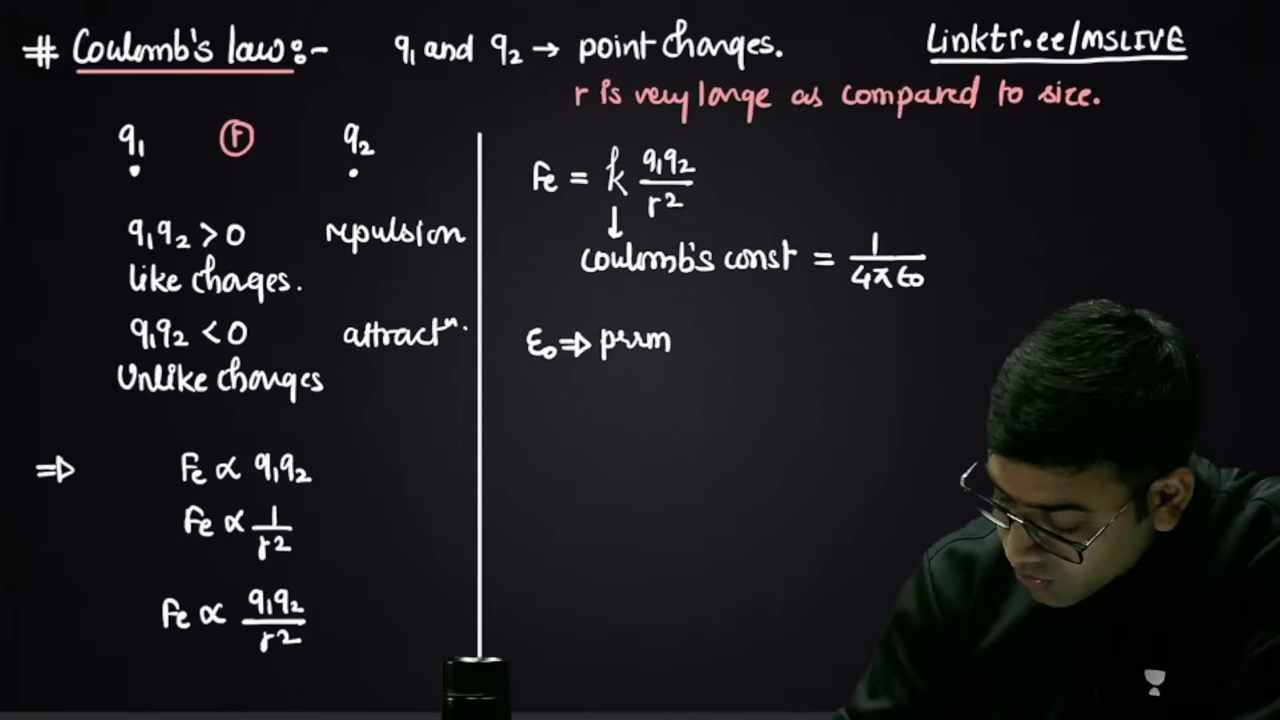 # Coulomb's law:- q₁ and q₂ → point charges.
Linktr.ee/MSLIVE
r is very large as compared to size.
q₁ F q₂
q₁q₂ > 0 repulsion
like chages.
q₁q₂ < 0 attractⁿ.
Unlike charges
⇒ Fe ∝ q₁q₂
Fe ∝ 1/r²
Fe ∝ q₁q₂/r²
Fe = k q₁q₂/r²
↓
coulomb's const = 1/4πε₀
ε₀ ⇒ perm